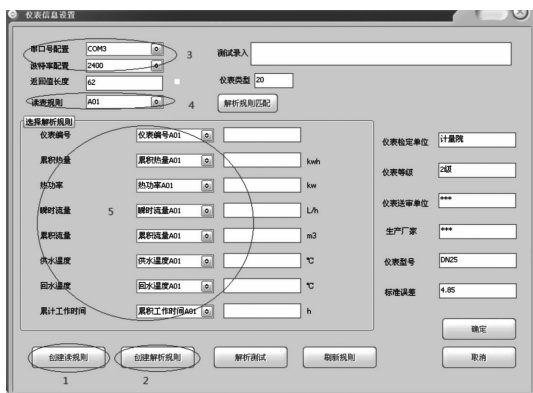 仪表信息设置
串口号配置 COM3 3 测试录入
波特率配置 2400
返回值长度 62 仪表类型 20
读表规则 A01 4 解析规则匹配
选择解析规则
仪表编号 仪表编号A01 仪表检定单位 计量院
累积热量 累积热量A01 kwh
热功率 热功率A01 kw 仪表等级 2级
瞬时流量 5 瞬时流量A01 L/h 仪表送审单位 ***
累积流量 累积流量A01 m3 生产厂家 ***
供水温度 供水温度A01 ℃ 仪表型号 DN25
回水温度 回水温度A01 ℃ 标准误差 4.85
累计工作时间 累积工作时间A01 h
确定
创建读规则 创建解析规则 解析测试 刷新规则 取消
1 2